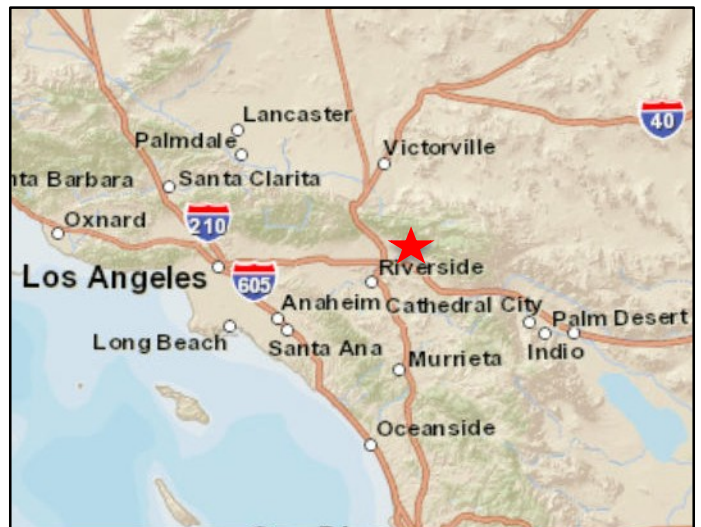 Lancaster
40
Palmdale
Victorville
nta Barbara
Santa Clarita
Oxnard
210
Riverside
Los Angeles
605
Anaheim
Cathedral City
Palm Desert
Long Beach
Santa Ana
Indio
Murrieta
Oceanside